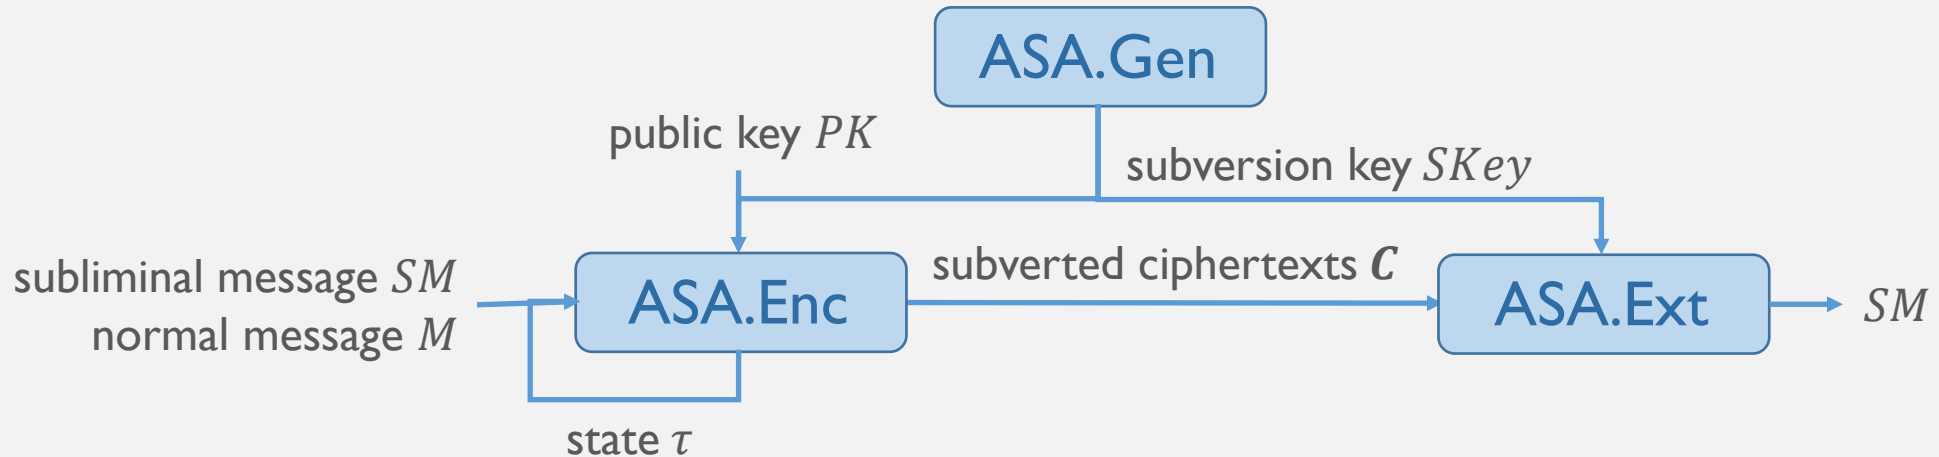 ASA.Gen
public key PK
subversion key SKey
subliminal message SM
normal message M
ASA.Enc
subverted ciphertexts C
ASA.Ext
SM
state τ